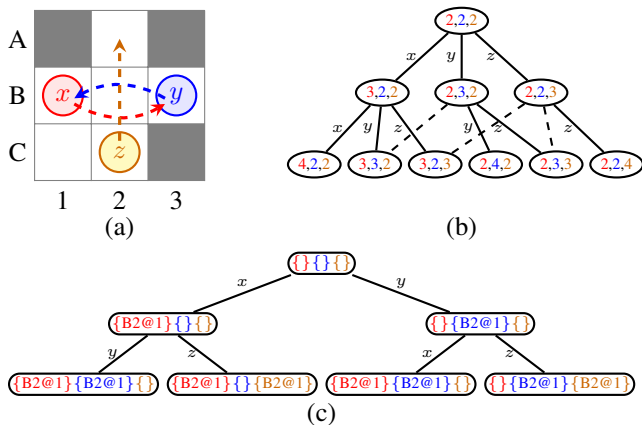 A
B
C
x
y
z
1 2 3
(a)
2,2,2
x y z
3,2,2 2,3,2 2,2,3
x y z y z z
4,2,2 3,3,2 3,2,3 2,4,2 2,3,3 2,2,4
(b)
{}{}{}
x y
{B2@1}{}{} {}{B2@1}{}
y z x z
{B2@1}{B2@1}{} {B2@1}{}{B2@1} {B2@1}{B2@1}{} {}{B2@1}{B2@1}
(c)